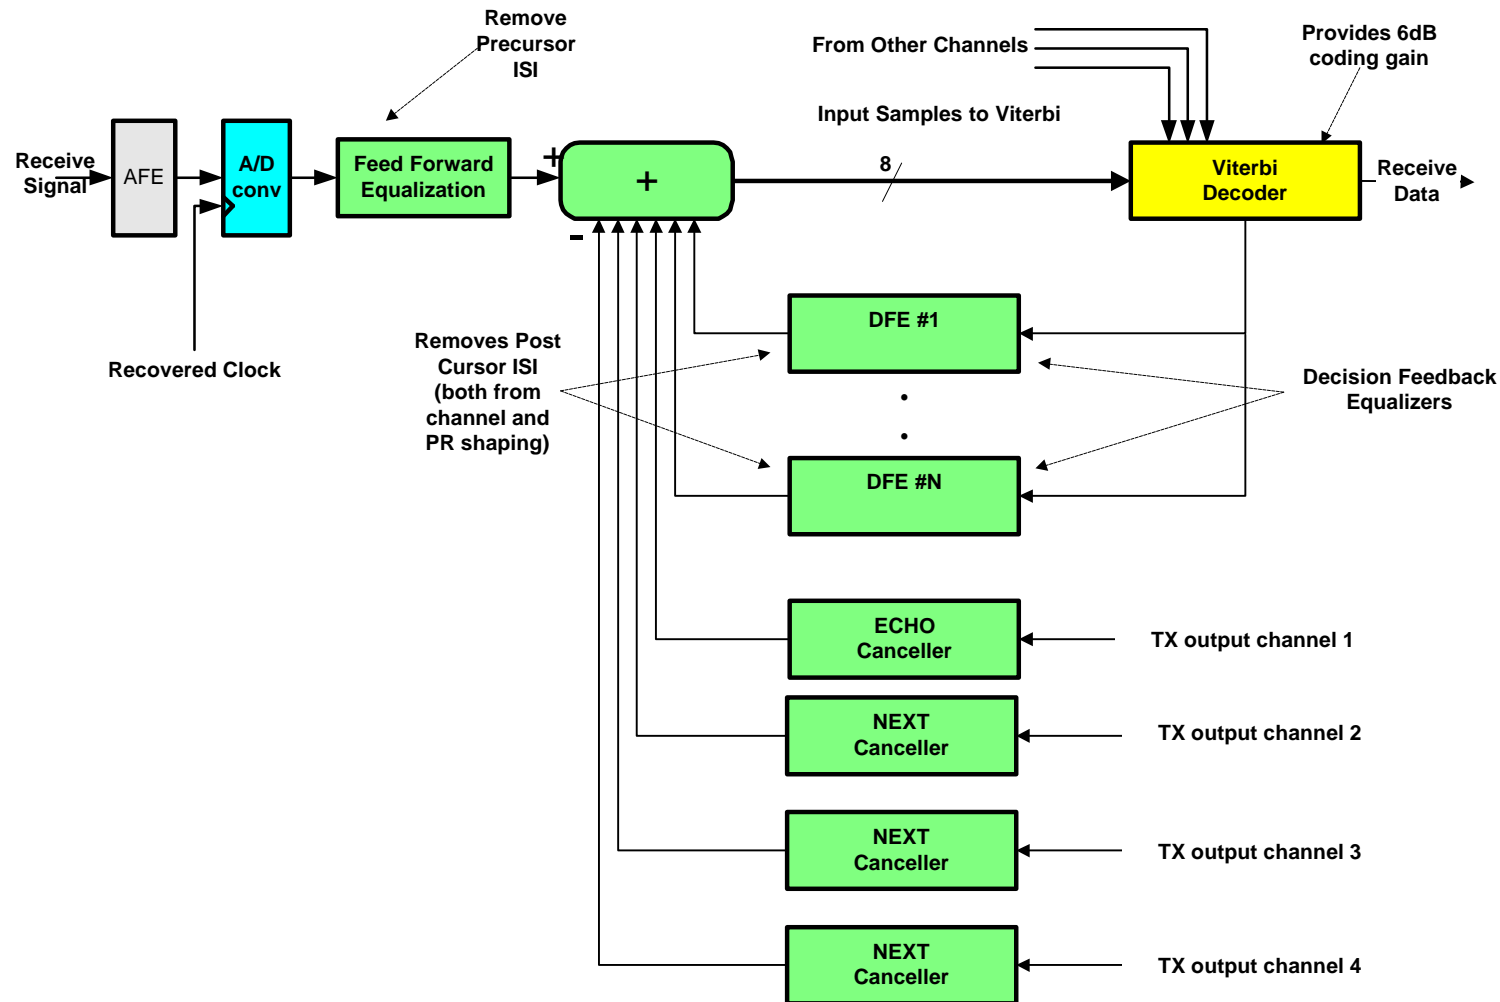 Remove
Precursor
ISI
From Other Channels
Provides 6dB
coding gain
Input Samples to Viterbi
Receive
Signal
AFE
A/D
conv
Feed Forward
Equalization
+
+
-
8
Viterbi
Decoder
Receive
Data
Recovered Clock
Removes Post
Cursor ISI
(both from
channel and
PR shaping)
DFE #1
Decision Feedback
Equalizers
DFE #N
ECHO
Canceller
TX output channel 1
NEXT
Canceller
TX output channel 2
NEXT
Canceller
TX output channel 3
NEXT
Canceller
TX output channel 4